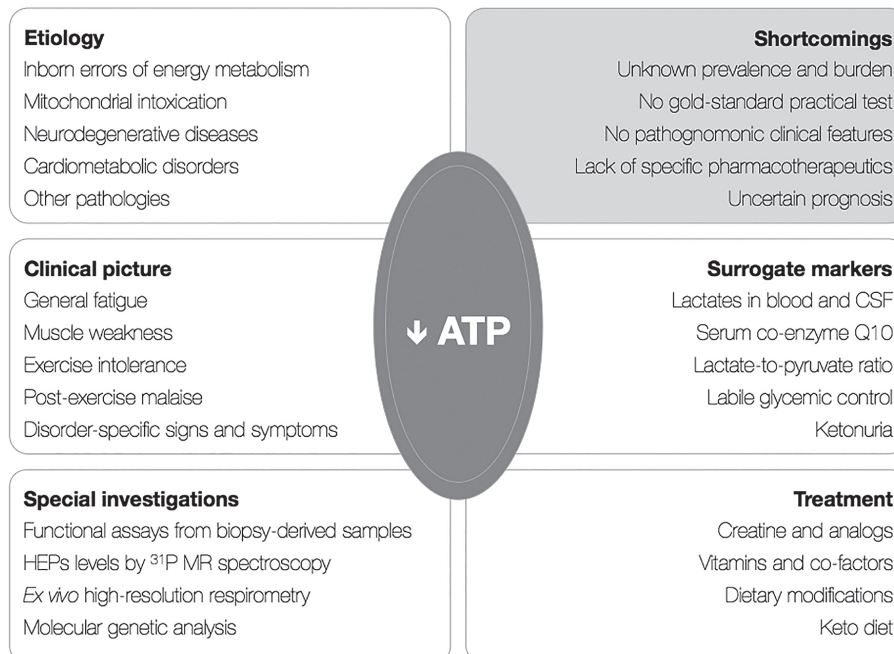 Etiology
Inborn errors of energy metabolism
Mitochondrial intoxication
Neurodegenerative diseases
Cardiometabolic disorders
Other pathologies
Shortcomings
Unknown prevalence and burden
No gold-standard practical test
No pathognomonic clinical features
Lack of specific pharmacotherapeutics
Uncertain prognosis
↓ ATP
Clinical picture
General fatigue
Muscle weakness
Exercise intolerance
Post-exercise malaise
Disorder-specific signs and symptoms
Surrogate markers
Lactates in blood and CSF
Serum co-enzyme Q10
Lactate-to-pyruvate ratio
Labile glycemic control
Ketonuria
Special investigations
Functional assays from biopsy-derived samples
HEPs levels by ³¹P MR spectroscopy
Ex vivo high-resolution respirometry
Molecular genetic analysis
Treatment
Creatine and analogs
Vitamins and co-factors
Dietary modifications
Keto diet